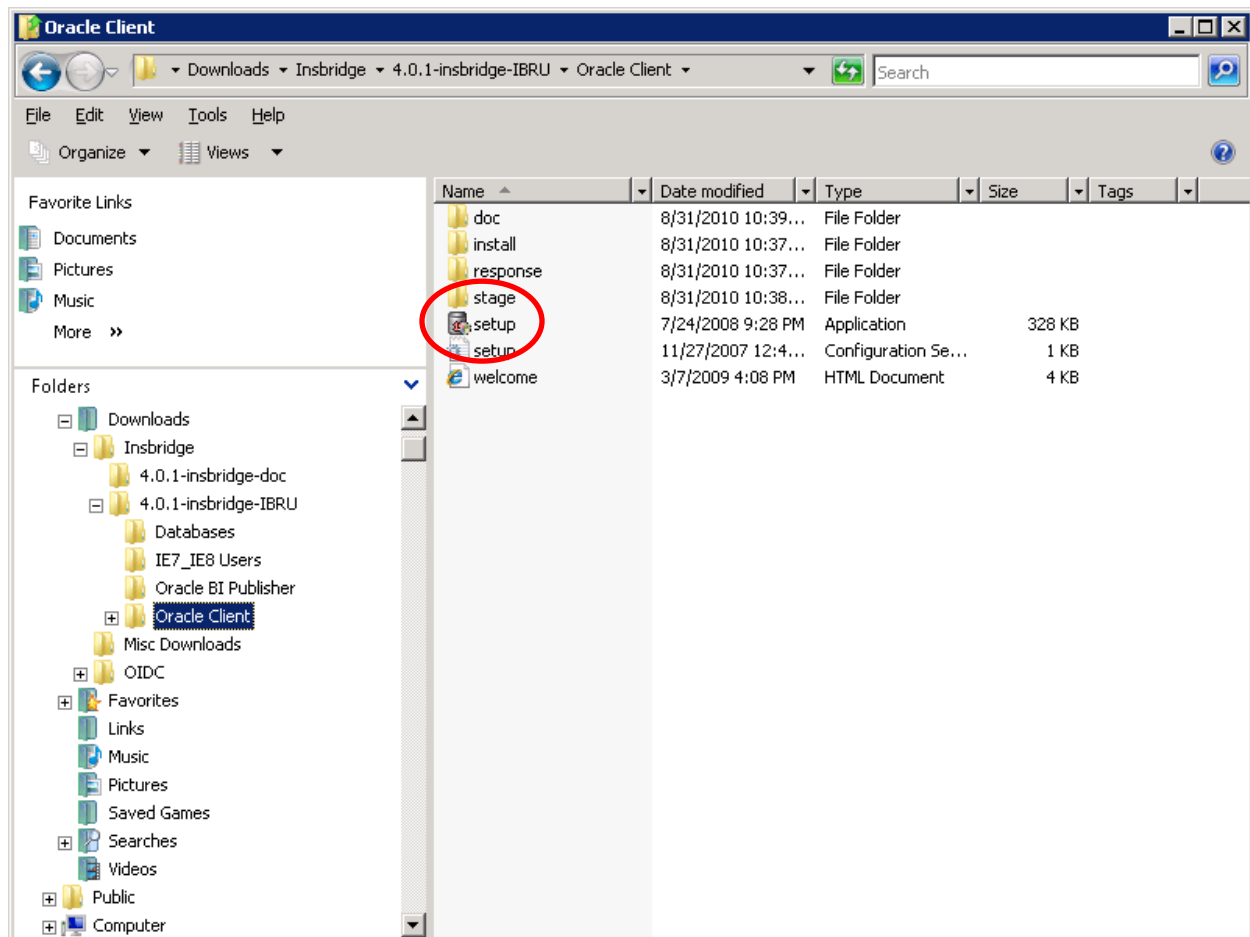 Oracle Client
Downloads Insbridge 4.0.1-insbridge-IBRU Oracle Client Search
File Edit View Tools Help
Organize Views
Favorite Links
Documents
Pictures
Music
More »
Folders
Downloads
Insbridge
4.0.1-insbridge-doc
4.0.1-insbridge-IBRU
Databases
IE7_IE8 Users
Oracle BI Publisher
Oracle Client
Misc Downloads
OIDC
Favorites
Links
Music
Pictures
Saved Games
Searches
Videos
Public
Computer
Name Date modified Type Size Tags
doc 8/31/2010 10:39... File Folder
install 8/31/2010 10:37... File Folder
response 8/31/2010 10:37... File Folder
stage 8/31/2010 10:38... File Folder
setup 7/24/2008 9:28 PM Application 328 KB
setup 11/27/2007 12:4... Configuration Se... 1 KB
welcome 3/7/2009 4:08 PM HTML Document 4 KB